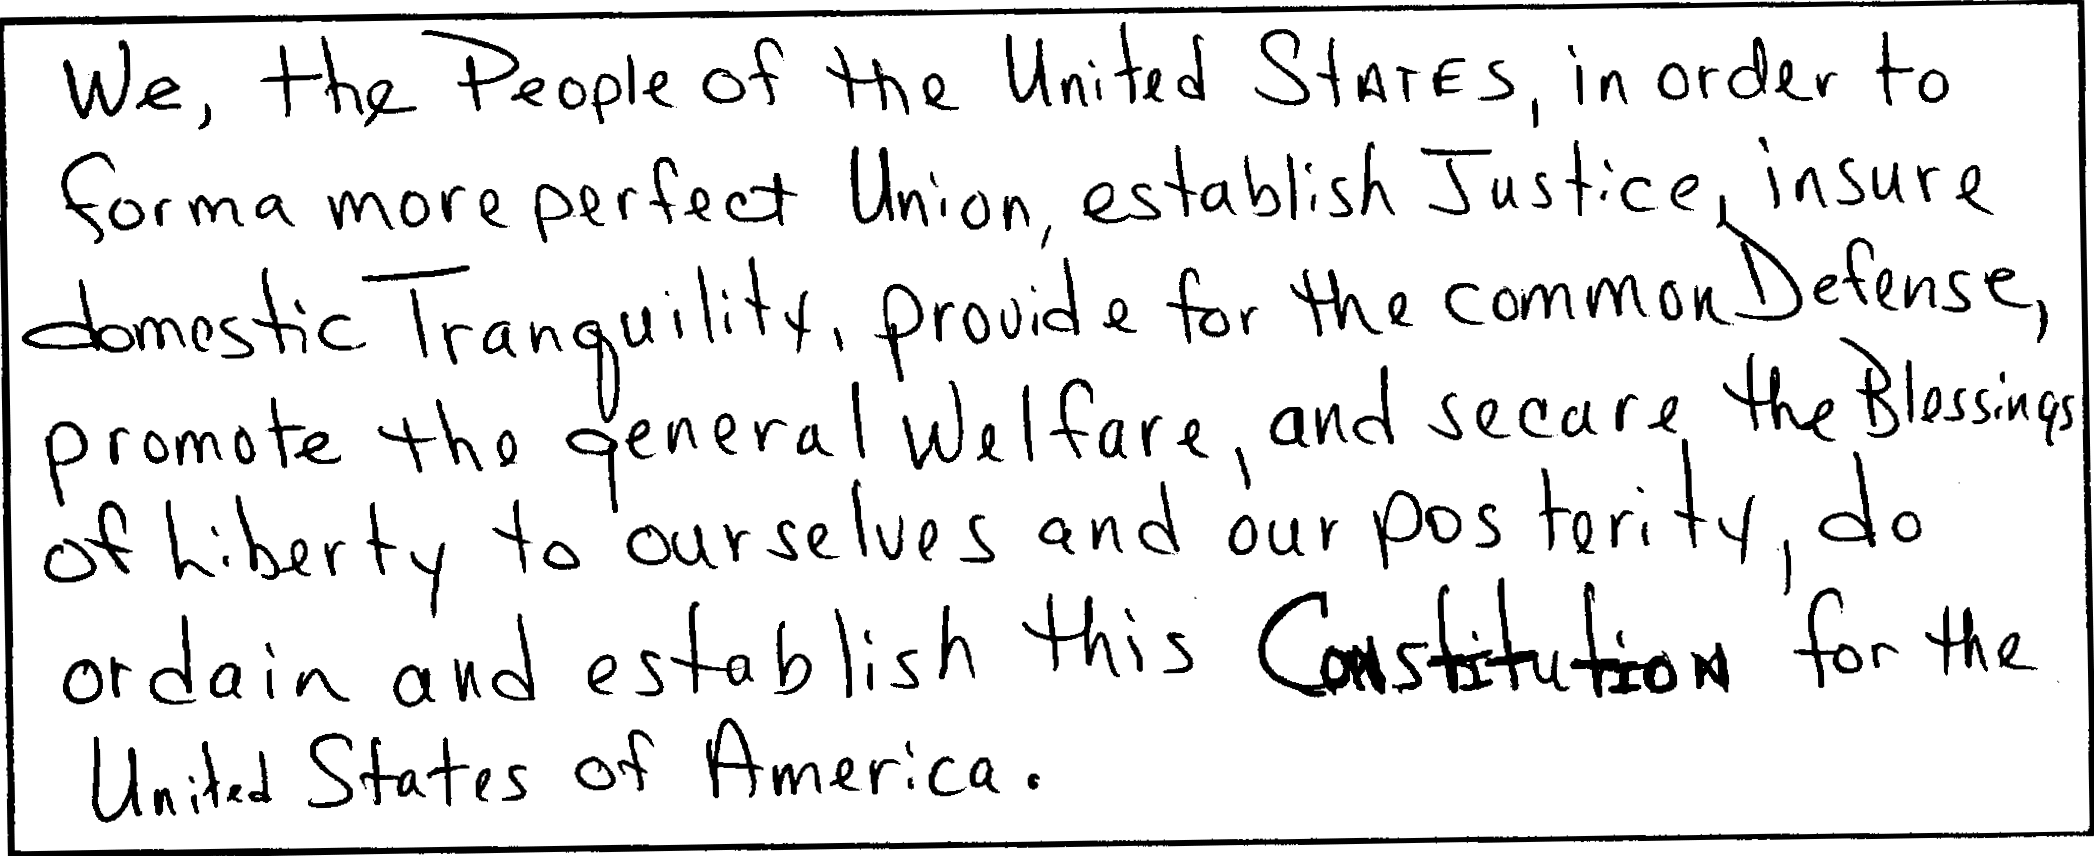 We, the People of the United StATES, in order to
form a more perfect Union, establish Justice, insure
domestic Tranquility, provide for the common Defense,
promote the general Welfare, and secure the Blessings
of Liberty to ourselves and our posterity, do
ordain and establish this Constitution for the
United States of America.